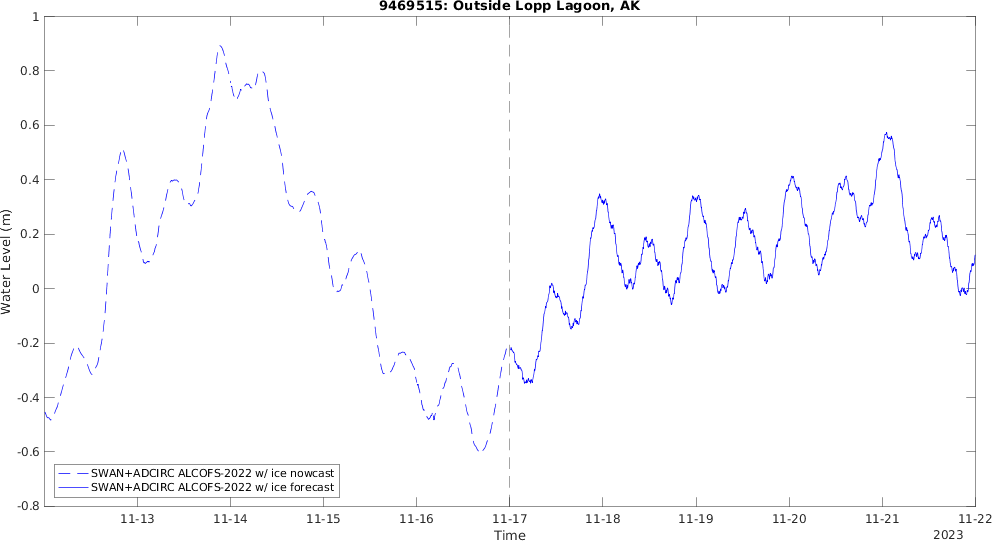 9469515: Outside Lopp Lagoon, AK
1
0.8
0.6
0.4
0.2
0
-0.2
-0.4
-0.6
-0.8
Water Level (m)
SWAN+ADCIRC ALCOFS-2022 w/ ice nowcast
SWAN+ADCIRC ALCOFS-2022 w/ ice forecast
11-13 11-14 11-15 11-16 11-17 11-18 11-19 11-20 11-21 11-22
Time
2023